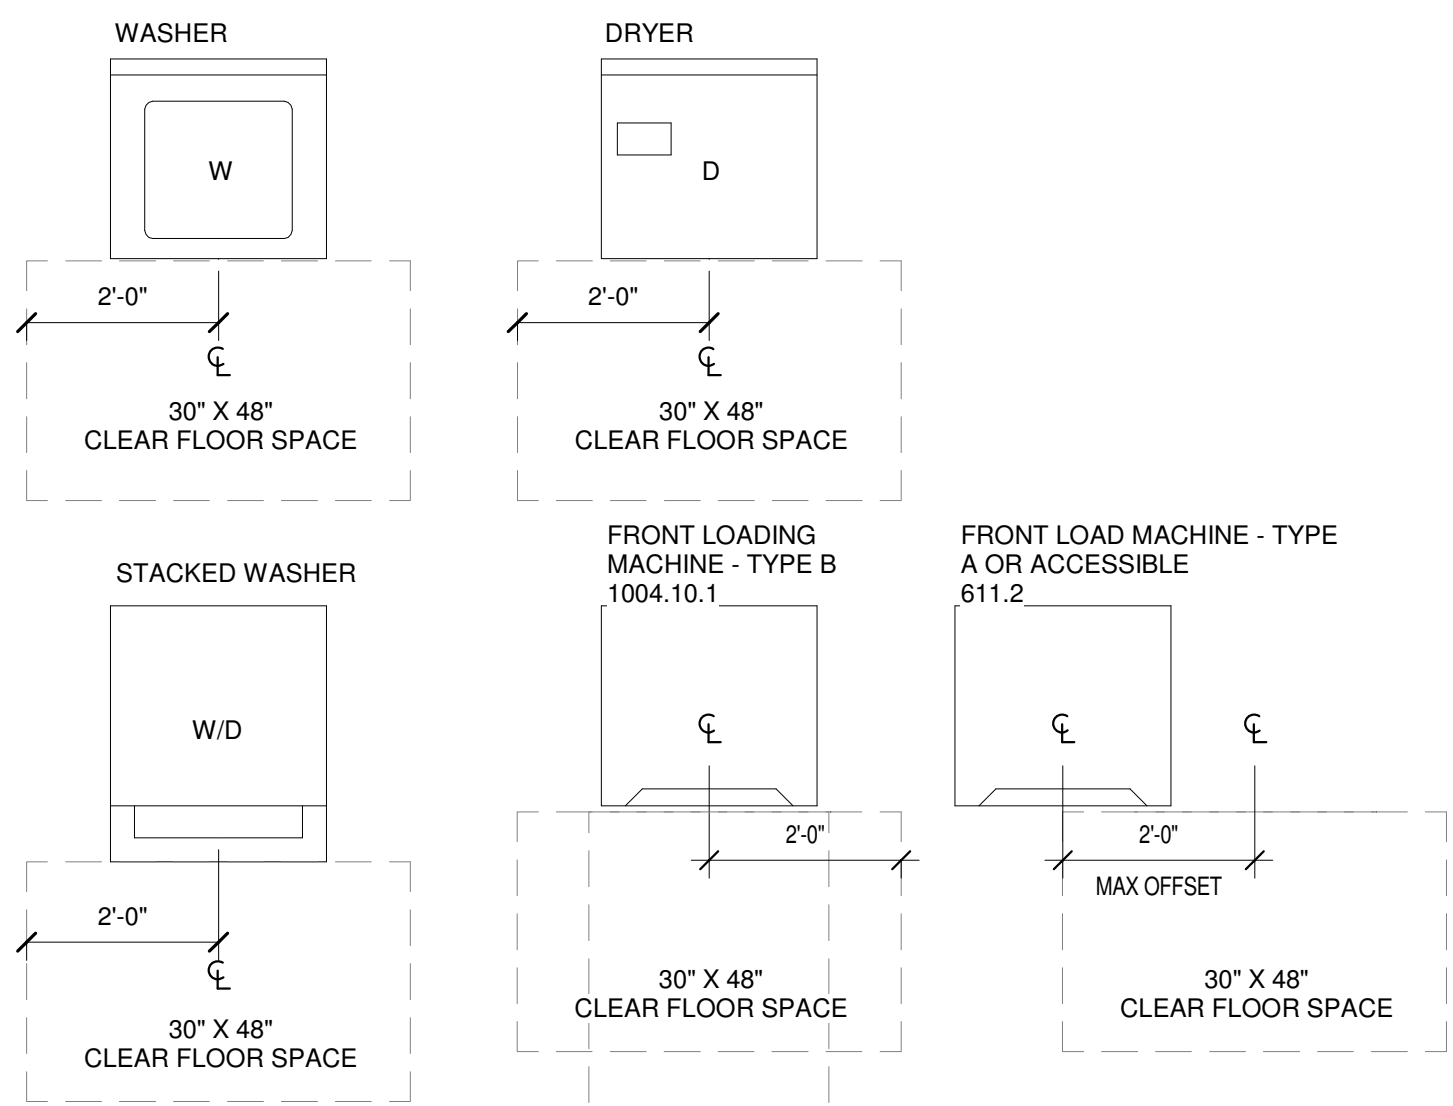 WASHER
W
2'-0"
℄
30" X 48"
CLEAR FLOOR SPACE
DRYER
D
2'-0"
℄
30" X 48"
CLEAR FLOOR SPACE
STACKED WASHER
W/D
2'-0"
℄
30" X 48"
CLEAR FLOOR SPACE
FRONT LOADING
MACHINE - TYPE B
1004.10.1
℄
2'-0"
30" X 48"
CLEAR FLOOR SPACE
FRONT LOAD MACHINE - TYPE
A OR ACCESSIBLE
611.2
℄
℄
2'-0"
MAX OFFSET
30" X 48"
CLEAR FLOOR SPACE